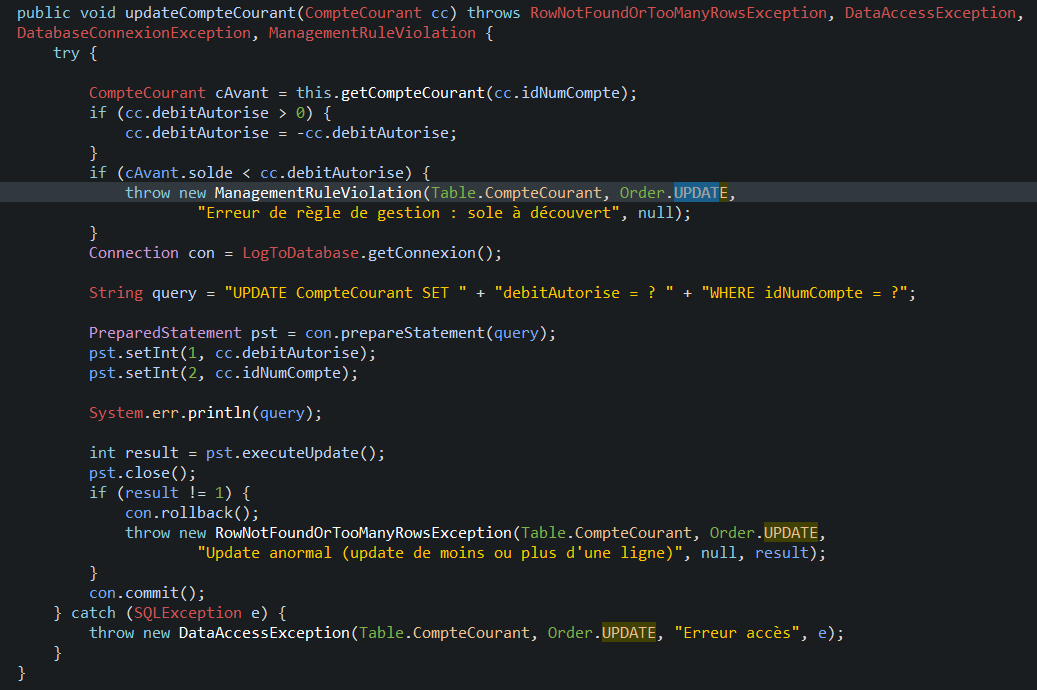 public void updateCompteCourant(CompteCourant cc) throws RowNotFoundOrTooManyRowsException, DataAccessException,
DatabaseConnexionException, ManagementRuleViolation {
    try {

        CompteCourant cAvant = this.getCompteCourant(cc.idNumCompte);
        if (cc.debitAutorise > 0) {
            cc.debitAutorise = -cc.debitAutorise;
        }
        if (cAvant.solde < cc.debitAutorise) {
            throw new ManagementRuleViolation(Table.CompteCourant, Order.UPDATE,
                    "Erreur de règle de gestion : sole à découvert", null);
        }
        Connection con = LogToDatabase.getConnexion();

        String query = "UPDATE CompteCourant SET " + "debitAutorise = ? " + "WHERE idNumCompte = ?";

        PreparedStatement pst = con.prepareStatement(query);
        pst.setInt(1, cc.debitAutorise);
        pst.setInt(2, cc.idNumCompte);

        System.err.println(query);

        int result = pst.executeUpdate();
        pst.close();
        if (result != 1) {
            con.rollback();
            throw new RowNotFoundOrTooManyRowsException(Table.CompteCourant, Order.UPDATE,
                    "Update anormal (update de moins ou plus d'une ligne)", null, result);
        }
        con.commit();
    } catch (SQLException e) {
        throw new DataAccessException(Table.CompteCourant, Order.UPDATE, "Erreur accès", e);
    }
}